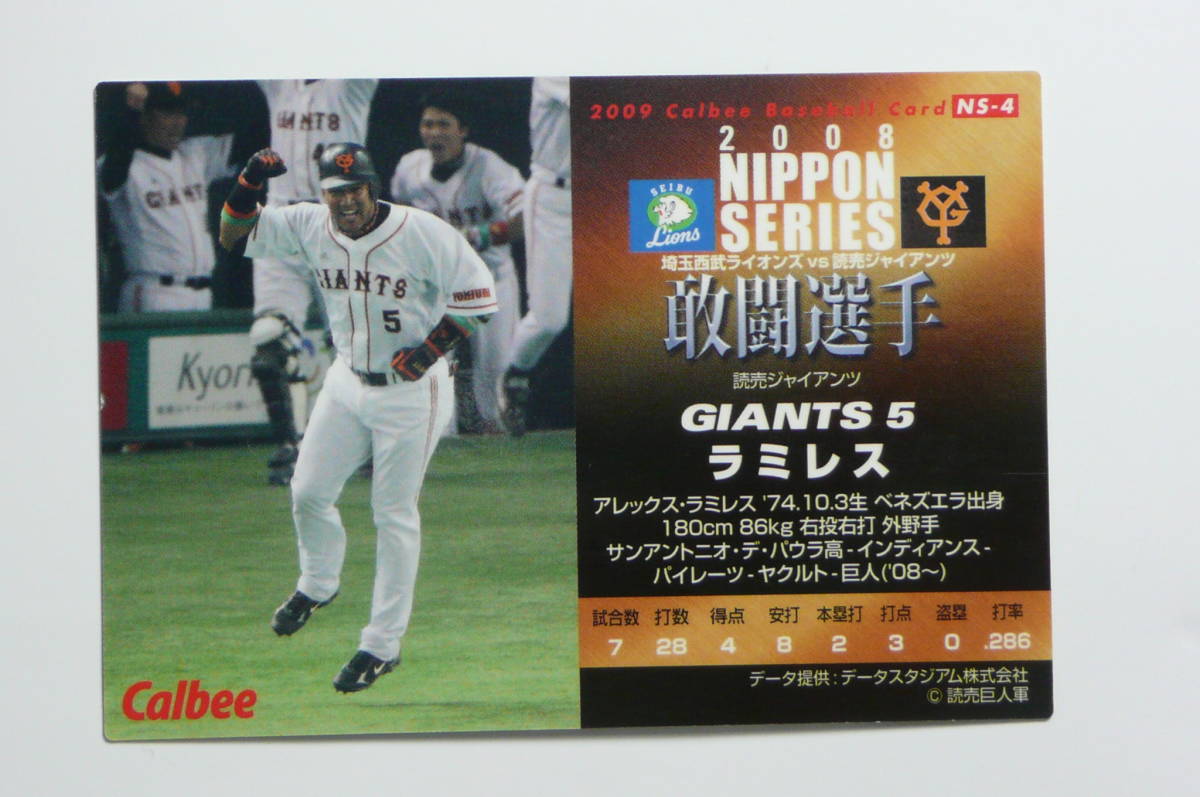 2009 Calbee Baseball Card NS-4
2008
NIPPON
SERIES
SEIBU
Lions
埼玉西武ライオンズ vs 読売ジャイアンツ
敢闘選手
読売ジャイアンツ
GIANTS 5
ラミレス
アレックス・ラミレス '74.10.3生 ベネズエラ出身
180cm 86kg 右投右打 外野手
サンアントニオ・デ・パウラ高-インディアンス-
パイレーツ-ヤクルト-巨人('08〜)
試合数 打数 得点 安打 本塁打 打点 盗塁 打率
7 28 4 8 2 3 0 .286
データ提供:データスタジアム株式会社
© 読売巨人軍
GIANTS
GIANTS
GIANTS
5
Kyori
Calbee